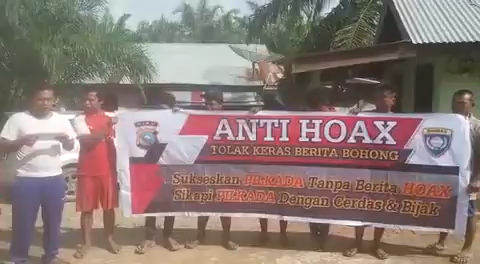 ANTI HOAX
TOLAK KERAS BERITA BOHONG
Sukseskan PILKADA Tanpa Berita HOAX
Sikapi PILKADA Dengan Cerdas & Bijak